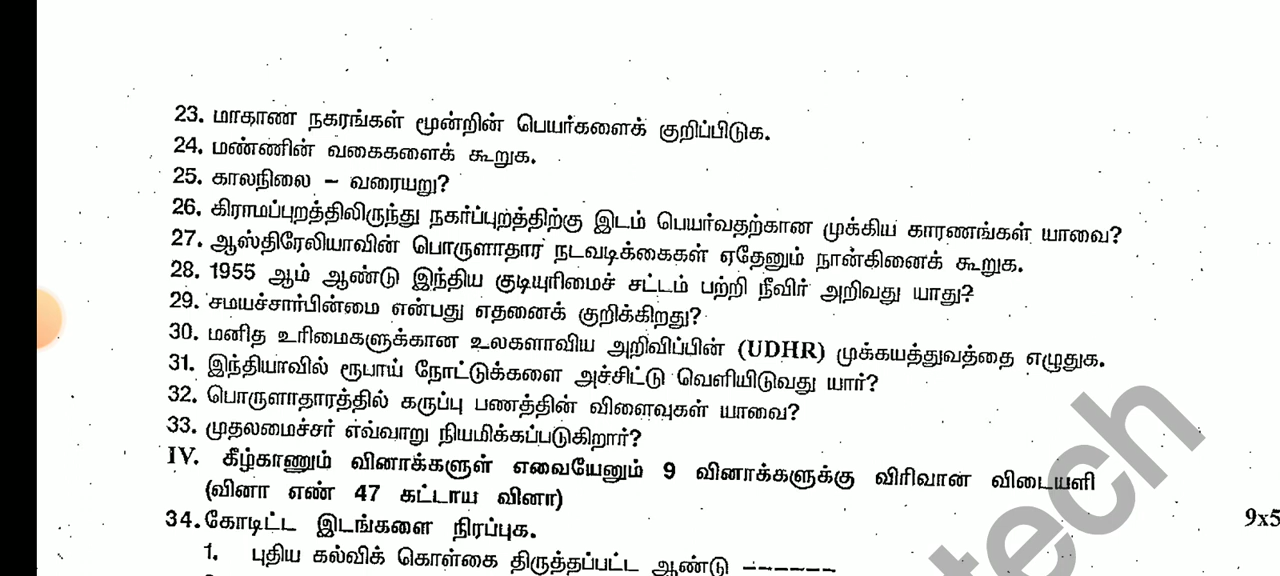 23. மாகாண நகரங்கள் மூன்றின் பெயர்களைக் குறிப்பிடுக.
24. மண்ணின் வகைகளைக் கூறுக.
25. காலநிலை – வரையறு?
26. கிராமப்புறத்திலிருந்து நகர்ப்புறத்திற்கு இடம் பெயர்வதற்கான முக்கிய காரணங்கள் யாவை?
27. ஆஸ்திரேலியாவின் பொருளாதார நடவடிக்கைகள் ஏதேனும் நான்கினைக் கூறுக.
28. 1955 ஆம் ஆண்டு இந்திய குடியுரிமைச் சட்டம் பற்றி நீவிர் அறிவது யாது?
29. சமயச்சார்பின்மை என்பது எதனைக் குறிக்கிறது?
30. மனித உரிமைகளுக்கான உலகளாவிய அறிவிப்பின் (UDHR) முக்கயத்துவத்தை எழுதுக.
31. இந்தியாவில் ரூபாய் நோட்டுக்களை அச்சிட்டு வெளியிடுவது யார்?
32. பொருளாதாரத்தில் கருப்பு பணத்தின் விளைவுகள் யாவை?
33. முதலமைச்சர் எவ்வாறு நியமிக்கப்படுகிறார்?
IV. கீழ்காணும் வினாக்களுள் எவையேனும் 9 வினாக்களுக்கு விரிவான விடையளி
(வினா எண் 47 கட்டாய வினா)
9x5
34. கோடிட்ட இடங்களை நிரப்புக.
1. புதிய கல்விக் கொள்கை திருத்தப்பட்ட ஆண்டு ------
tech